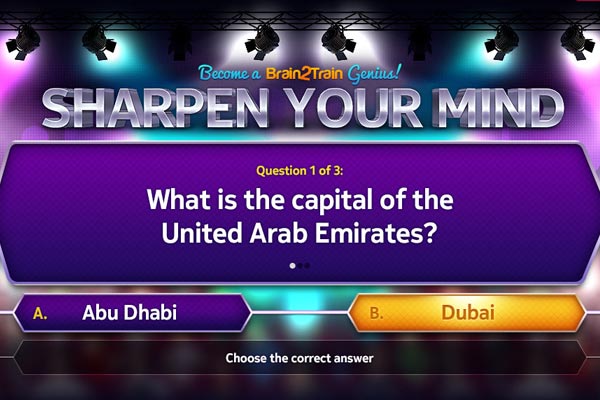 Become a Brain2Train Genius!
SHARPEN YOUR MIND
Question 1 of 3:
What is the capital of the
United Arab Emirates?
A. Abu Dhabi
B. Dubai
Choose the correct answer